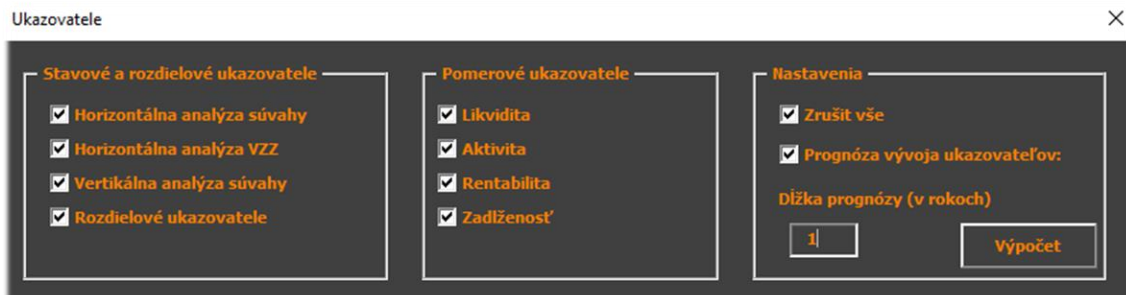 Ukazovatele
Stavové a rozdielové ukazovatele
Horizontálna analýza súvahy
Horizontálna analýza VZZ
Vertikálna analýza súvahy
Rozdielové ukazovatele
Pomerové ukazovatele
Likvidita
Aktivita
Rentabilita
Zadlženosť
Nastavenia
Zrušit vše
Prognóza vývoja ukazovateľov:
Dĺžka prognózy (v rokoch)
1
Výpočet